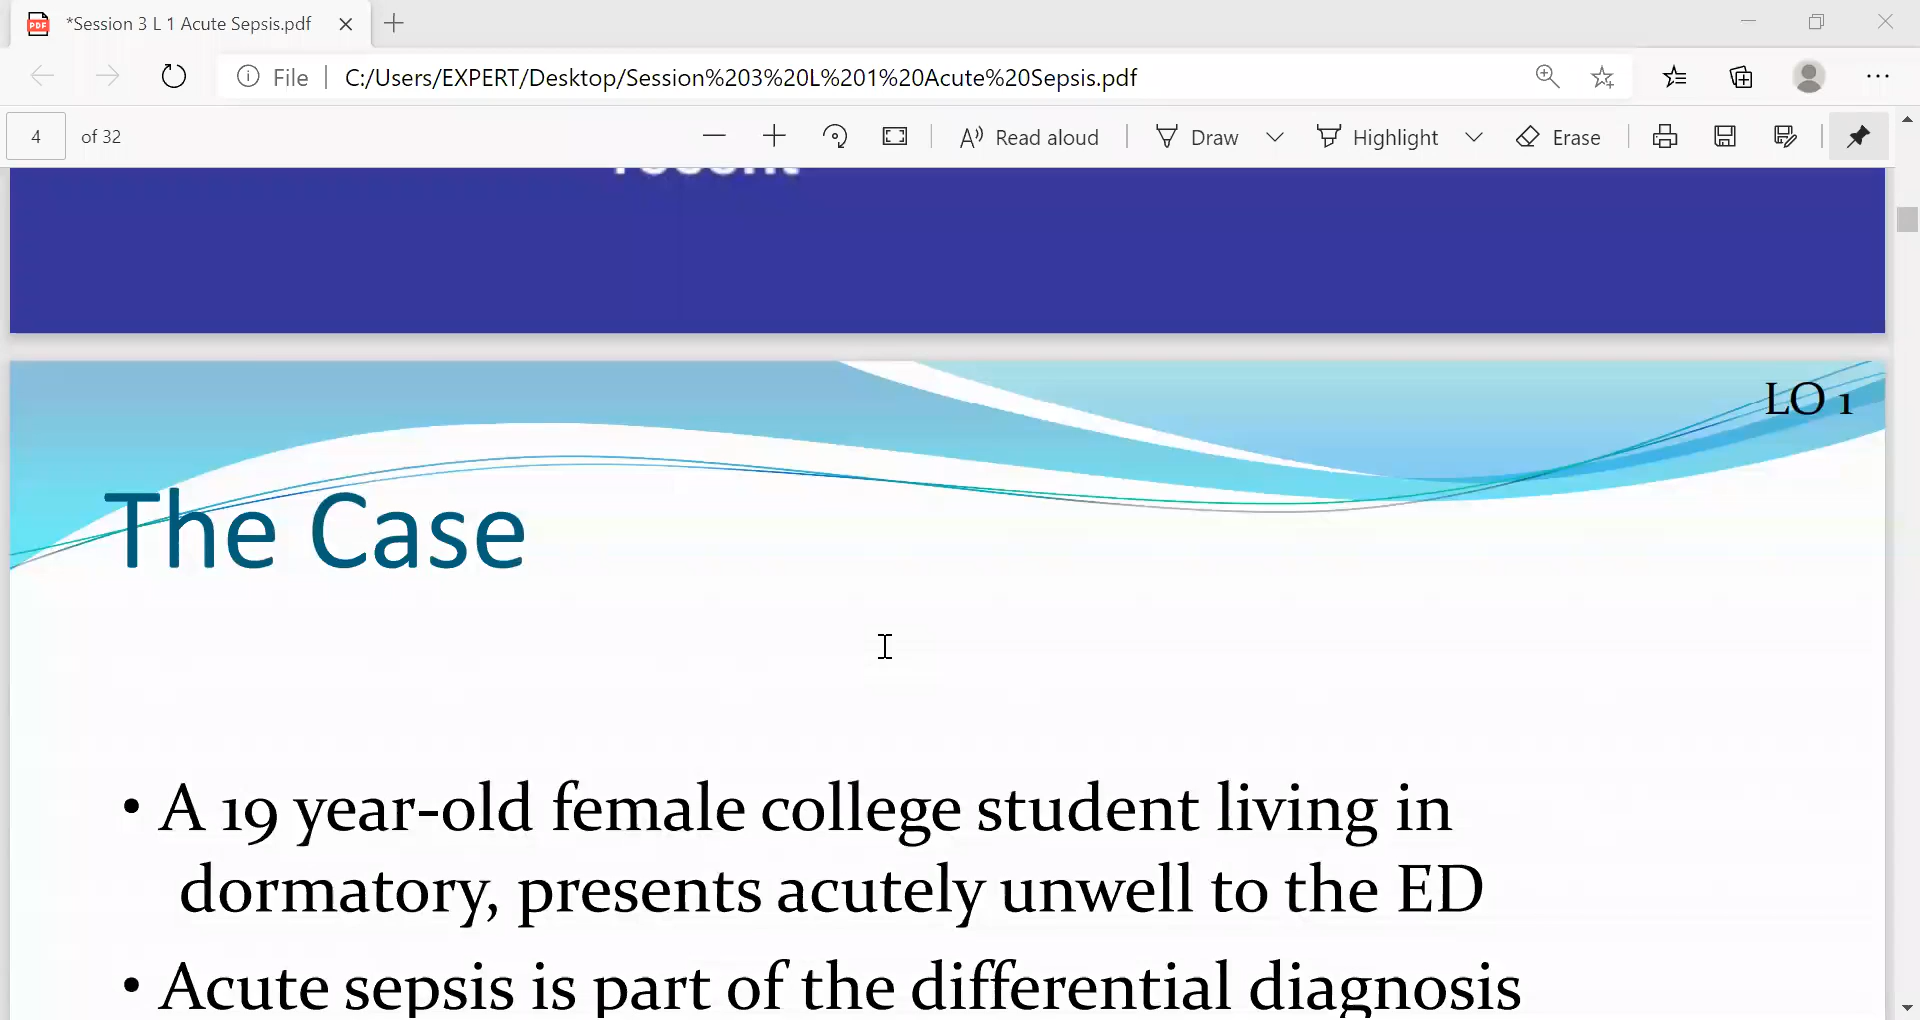 *Session 3 L 1 Acute Sepsis.pdf
File | C:/Users/EXPERT/Desktop/Session%203%20L%201%20Acute%20Sepsis.pdf
4 of 32 Read aloud Draw Highlight Erase
LO 1
The Case
• A 19 year-old female college student living in
dormatory, presents acutely unwell to the ED
• Acute sepsis is part of the differential diagnosis